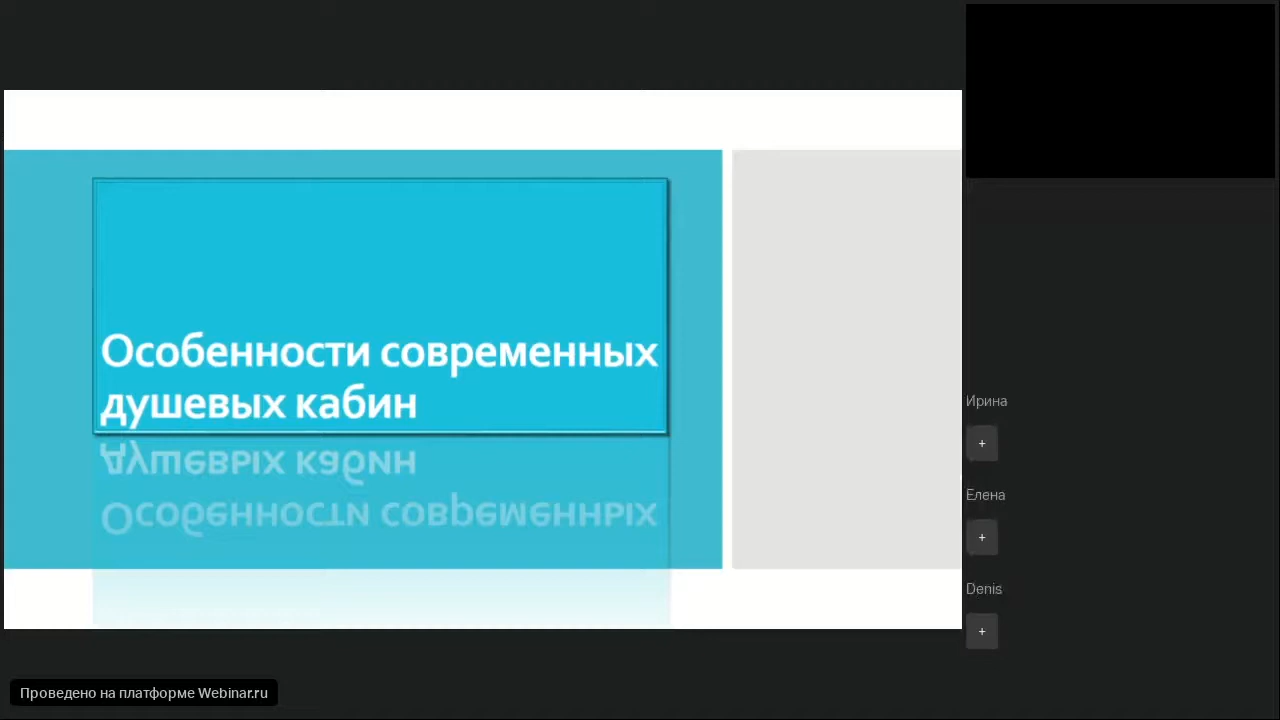 Особенности современных
душевых кабин
Ирина
+
Елена
+
Denis
+
Проведено на платформе Webinar.ru